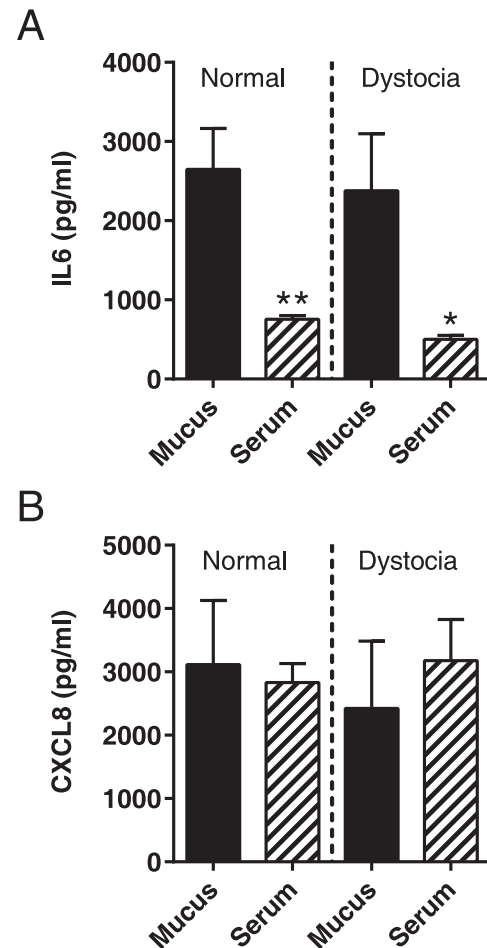 A
Normal Dystocia
IL6 (pg/ml)
4000
3000
2000
1000
0
** *
Mucus Serum Mucus Serum
B
Normal Dystocia
CXCL8 (pg/ml)
5000
4000
3000
2000
1000
0
Mucus Serum Mucus Serum